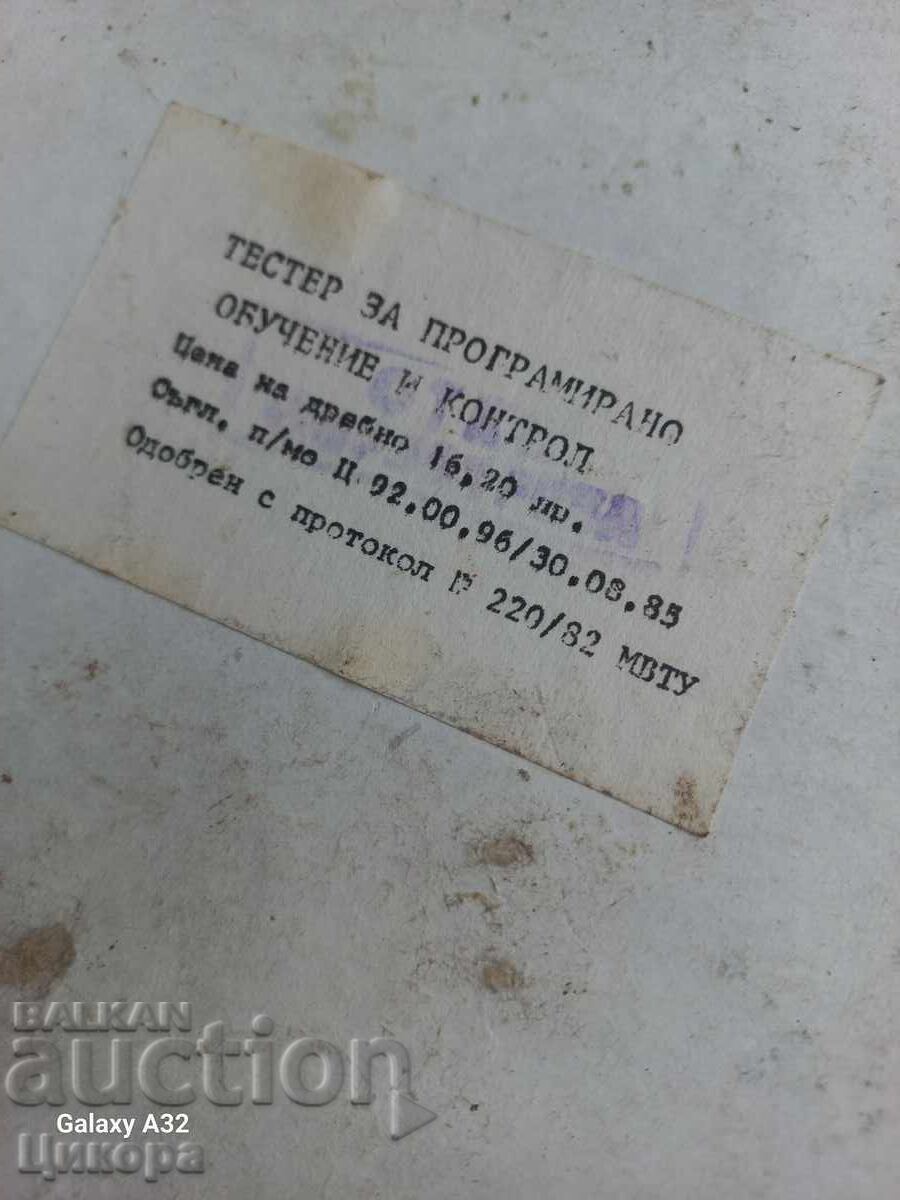 ТЕСТЕР ЗА ПРОГРАМИРАНО
ОБУЧЕНИЕ И КОНТРОЛ
Цена на дребно 16,20 лв.
Съгл. п/мо Ц 92.00.96/30.08.85
Одобрен с протокол № 220/82 МВТУ
BALKAN
auction
Galaxy A32
Цикора